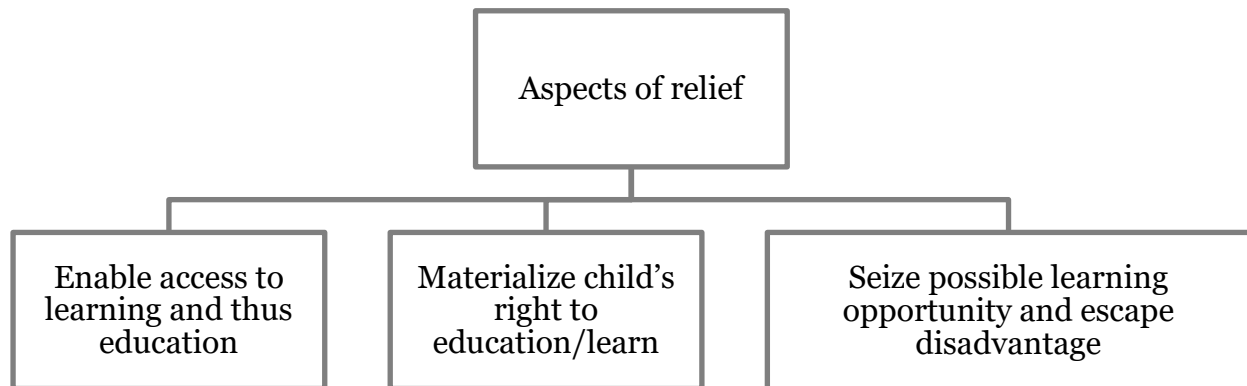 Aspects of relief
Enable access to
learning and thus
education
Materialize child’s
right to
education/learn
Seize possible learning
opportunity and escape
disadvantage